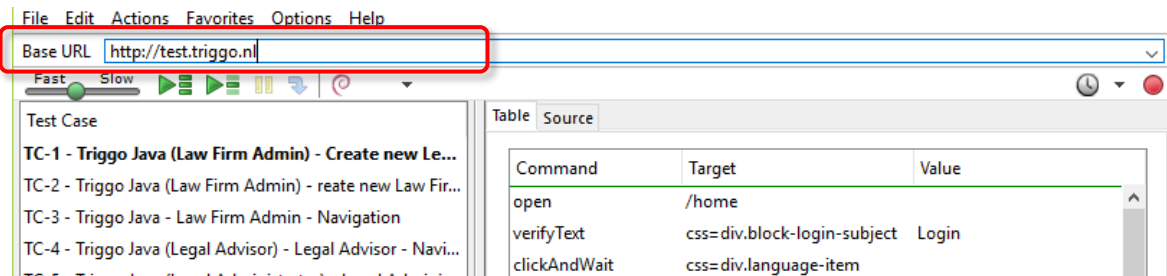 File Edit Actions Favorites Options Help
Base URL http://test.triggo.nl
Fast Slow
Test Case
TC-1 - Triggo Java (Law Firm Admin) - Create new Le...
TC-2 - Triggo Java (Law Firm Admin) - reate new Law Fir...
TC-3 - Triggo Java - Law Firm Admin - Navigation
TC-4 - Triggo Java (Legal Advisor) - Legal Advisor - Navi...
Table Source
Command Target Value
open /home
verifyText css=div.block-login-subject Login
clickAndWait css=div.language-item